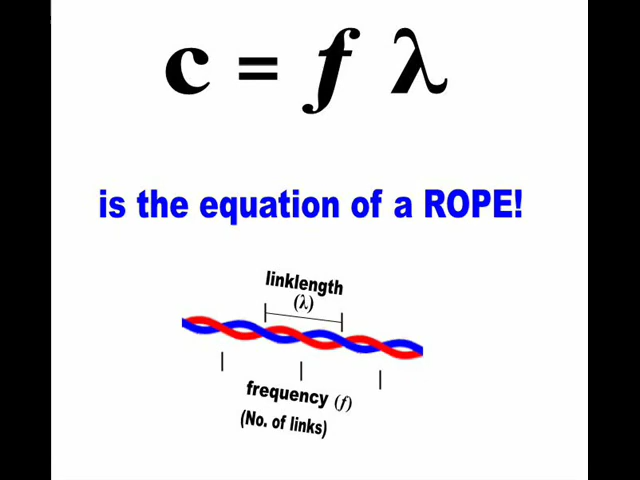 c = f λ
is the equation of a ROPE!
linklength
(λ)
frequency (f)
(No. of links)